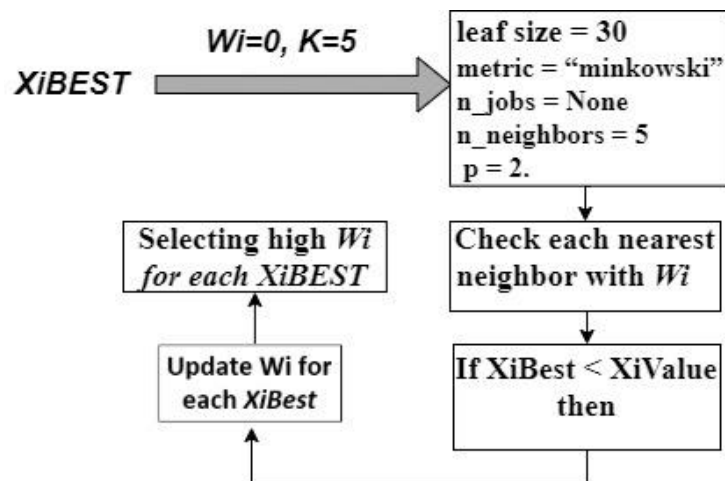 Wi=0, K=5
XiBEST
leaf size = 30
metric = “minkowski”
n_jobs = None
n_neighbors = 5
p = 2.
Check each nearest
neighbor with Wi
If XiBest < XiValue
then
Update Wi for
each XiBest
Selecting high Wi
for each XiBEST